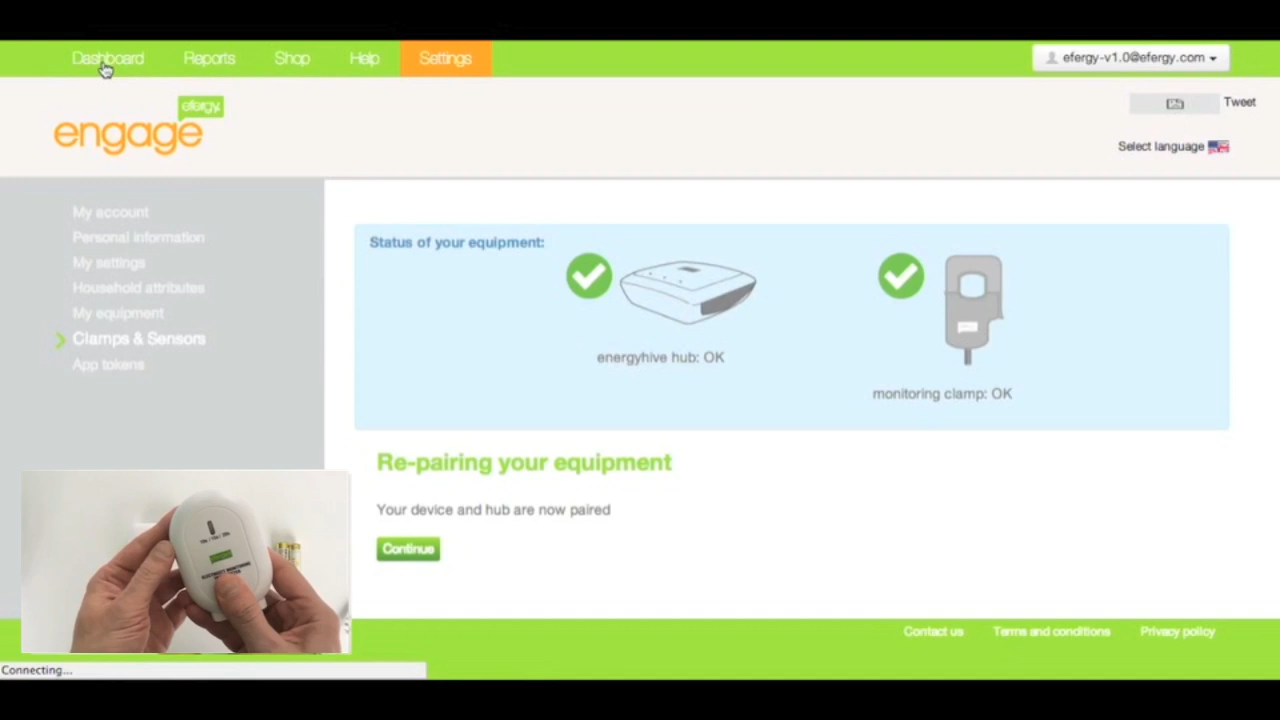 Dashboard Reports Shop Help Settings efergy-v1.0@efergy.com
efergy
engage
Tweet
Select language
My account
Personal information
My settings
Household attributes
My equipment
Clamps & Sensors
App tokens
Status of your equipment:
energyhive hub: OK
monitoring clamp: OK
Re-pairing your equipment
Your device and hub are now paired
Continue
Contact us Terms and conditions Privacy policy
Connecting...